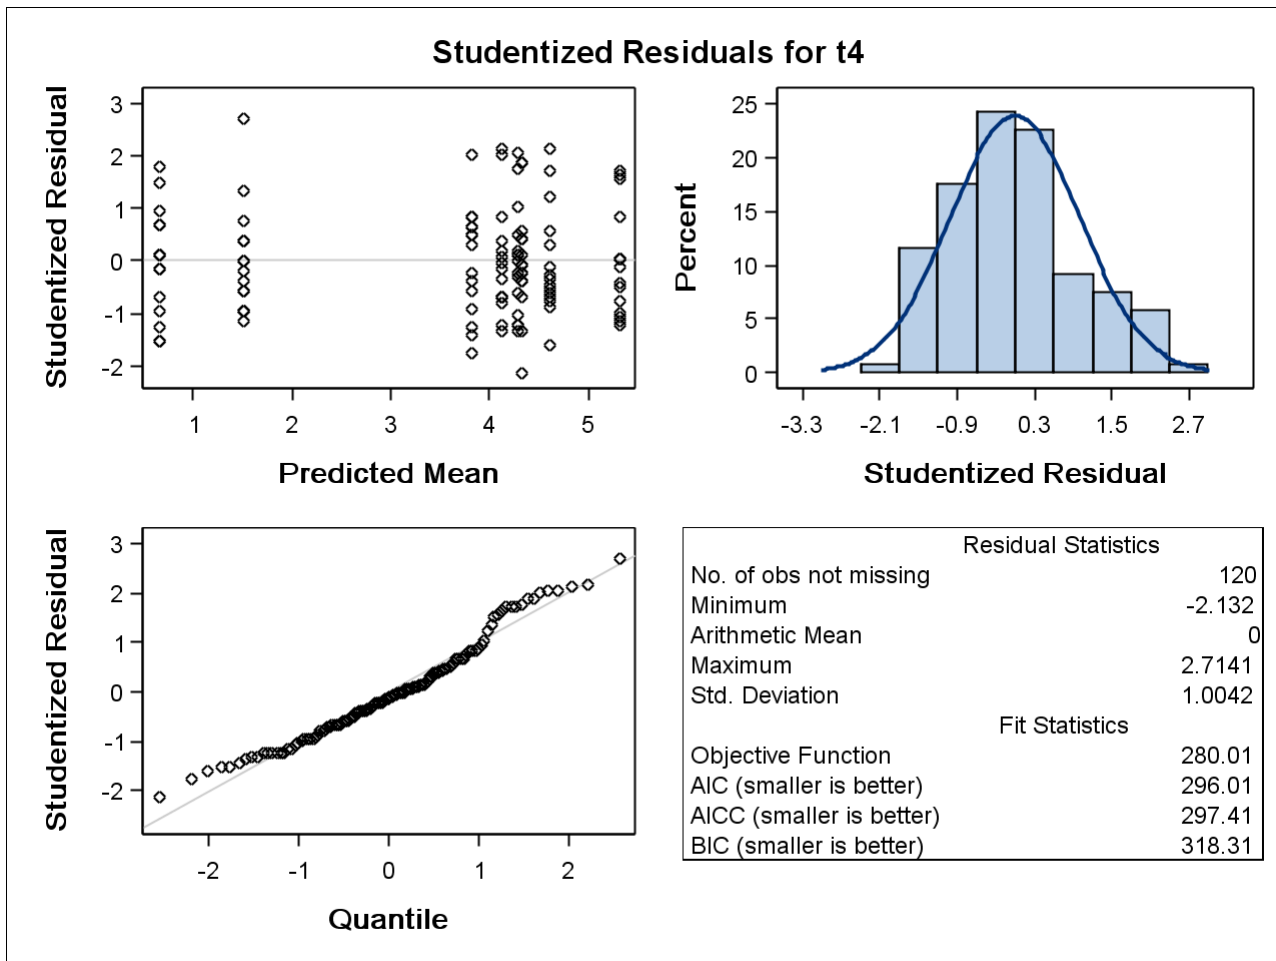 Studentized Residuals for t4
Studentized Residual
3
2
1
0
-1
-2
1 2 3 4 5
Predicted Mean
Percent
25
20
15
10
5
0
-3.3 -2.1 -0.9 0.3 1.5 2.7
Studentized Residual
Studentized Residual
3
2
1
0
-1
-2
-2 -1 0 1 2
Quantile
Residual Statistics
No. of obs not missing 120
Minimum -2.132
Arithmetic Mean 0
Maximum 2.7141
Std. Deviation 1.0042
Fit Statistics
Objective Function 280.01
AIC (smaller is better) 296.01
AICC (smaller is better) 297.41
BIC (smaller is better) 318.31